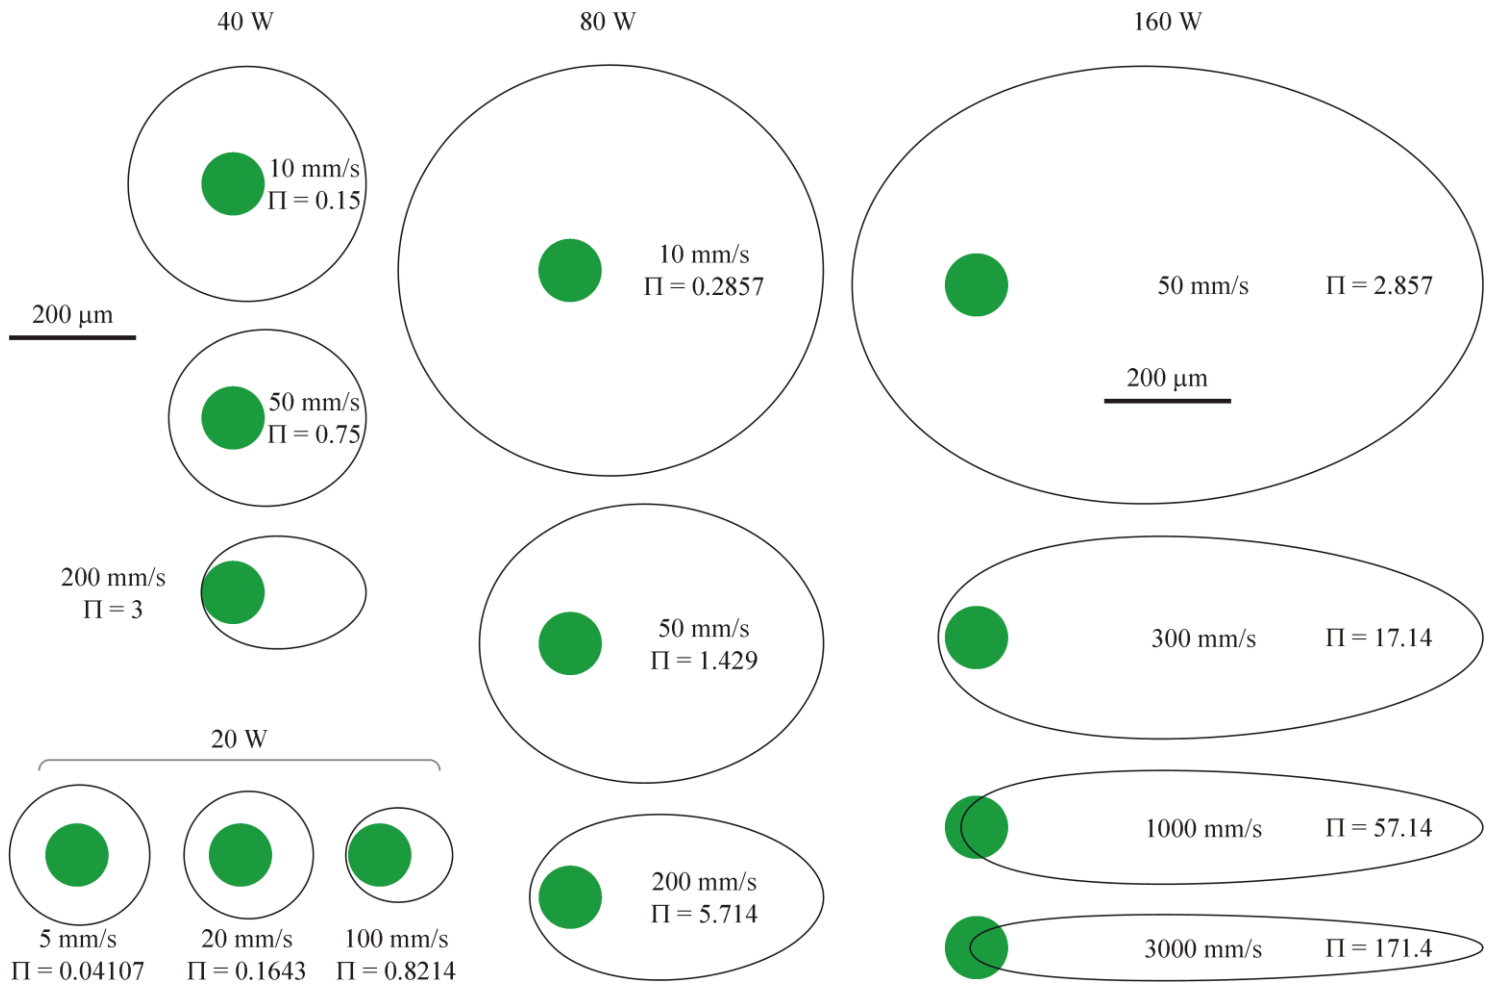 40 W
80 W
160 W
10 mm/s
Π = 0.15
10 mm/s
Π = 0.2857
50 mm/s
Π = 2.857
200 μm
200 μm
50 mm/s
Π = 0.75
200 mm/s
Π = 3
50 mm/s
Π = 1.429
300 mm/s
Π = 17.14
20 W
1000 mm/s
Π = 57.14
200 mm/s
Π = 5.714
5 mm/s
Π = 0.04107
20 mm/s
Π = 0.1643
100 mm/s
Π = 0.8214
3000 mm/s
Π = 171.4